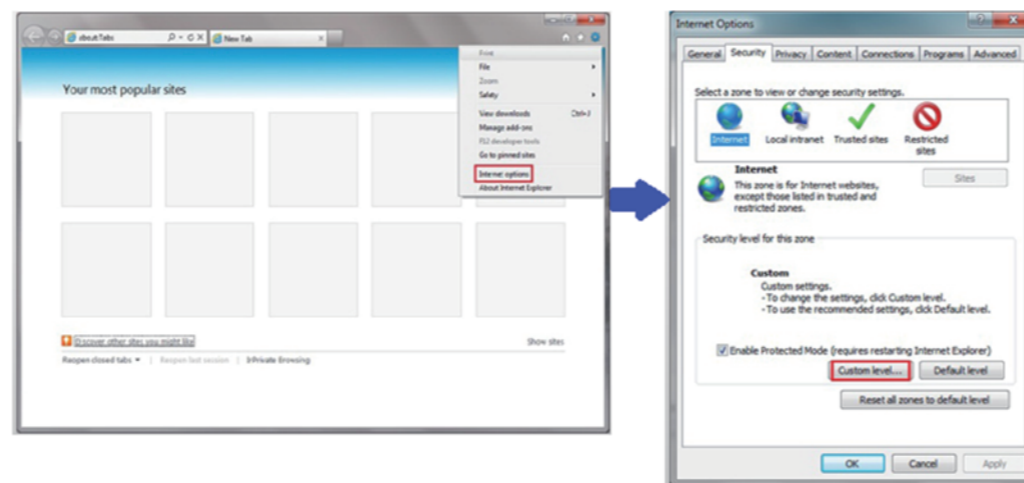 about:Tabs
New Tab
Your most popular sites
Print
File
Zoom
Safety
View downloads Ctrl+J
Manage add-ons
F12 developer tools
Go to pinned sites
Internet options
About Internet Explorer
Discover other sites you might like
Show sites
Reopen closed tabs
Reopen last session
InPrivate Browsing
Internet Options
General Security Privacy Content Connections Programs Advanced
Select a zone to view or change security settings.
Internet Local intranet Trusted sites Restricted
sites
Internet
Sites
This zone is for Internet websites,
except those listed in trusted and
restricted zones.
Security level for this zone
Custom
Custom settings.
- To change the settings, click Custom level.
- To use the recommended settings, click Default level.
Enable Protected Mode (requires restarting Internet Explorer)
Custom level... Default level
Reset all zones to default level
OK Cancel Apply